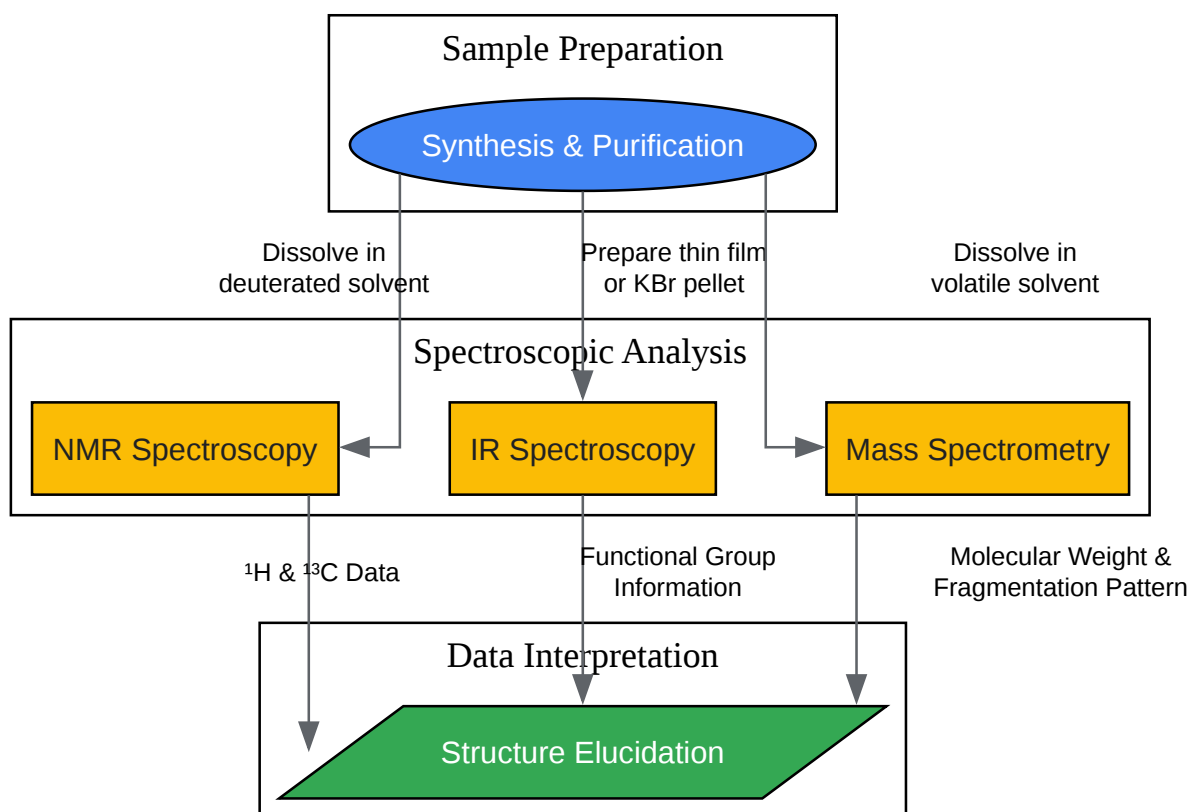 Sample Preparation
Synthesis & Purification
Dissolve in
deuterated solvent
Prepare thin film
or KBr pellet
Dissolve in
volatile solvent
Spectroscopic Analysis
NMR Spectroscopy
IR Spectroscopy
Mass Spectrometry
¹H & ¹³C Data
Functional Group
Information
Molecular Weight &
Fragmentation Pattern
Data Interpretation
Structure Elucidation